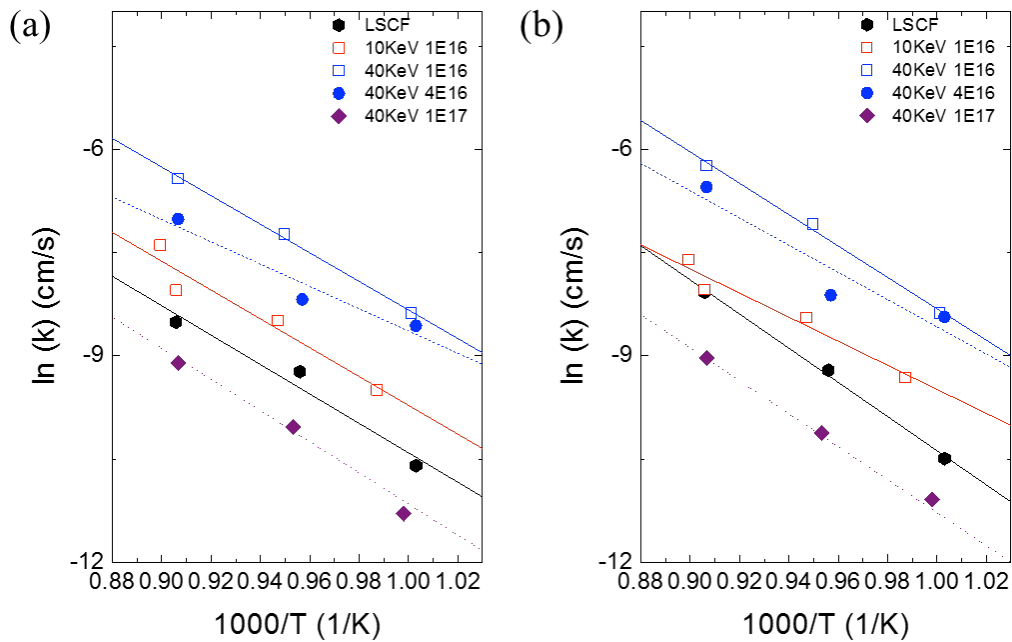 (a)
LSCF
10KeV 1E16
40KeV 1E16
40KeV 4E16
40KeV 1E17
-6
-9
-12
ln (k) (cm/s)
0.88 0.90 0.92 0.94 0.96 0.98 1.00 1.02
1000/T (1/K)
(b)
LSCF
10KeV 1E16
40KeV 1E16
40KeV 4E16
40KeV 1E17
-6
-9
-12
ln (k) (cm/s)
0.88 0.90 0.92 0.94 0.96 0.98 1.00 1.02
1000/T (1/K)